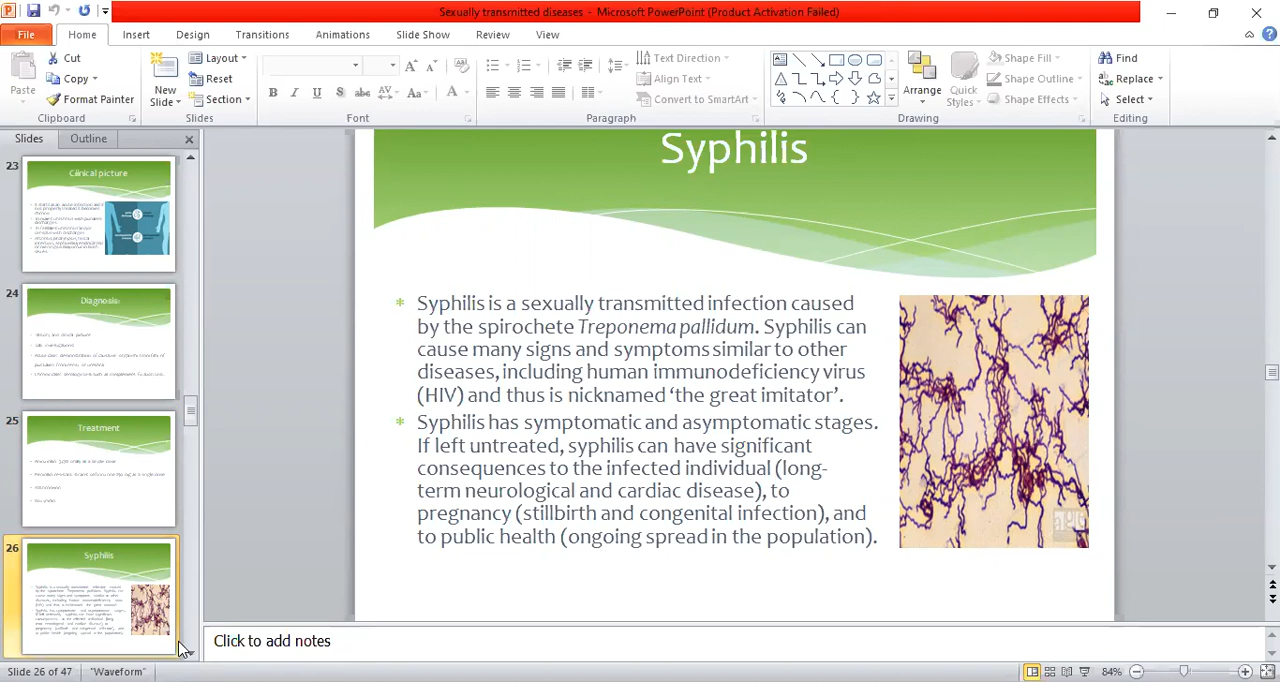 Sexually transmitted diseases - Microsoft PowerPoint (Product Activation Failed)
File Home Insert Design Transitions Animations Slide Show Review View
Paste
Cut
Copy
Format Painter
Clipboard
New Slide
Layout
Reset
Section
Slides
B I U S abc AV Aa A
Font
Text Direction
Align Text
Convert to SmartArt
Paragraph
Arrange
Quick Styles
Shape Fill
Shape Outline
Shape Effects
Drawing
Find
Replace
Select
Editing
Slides Outline
23
Clinical picture
24
Diagnosis:
25
Treatment
26
Syphilis
Syphilis
Syphilis is a sexually transmitted infection caused
by the spirochete Treponema pallidum. Syphilis can
cause many signs and symptoms similar to other
diseases, including human immunodeficiency virus
(HIV) and thus is nicknamed ‘the great imitator’.
Syphilis has symptomatic and asymptomatic stages.
If left untreated, syphilis can have significant
consequences to the infected individual (long-
term neurological and cardiac disease), to
pregnancy (stillbirth and congenital infection), and
to public health (ongoing spread in the population).
Click to add notes
Slide 26 of 47 "Waveform" 84%